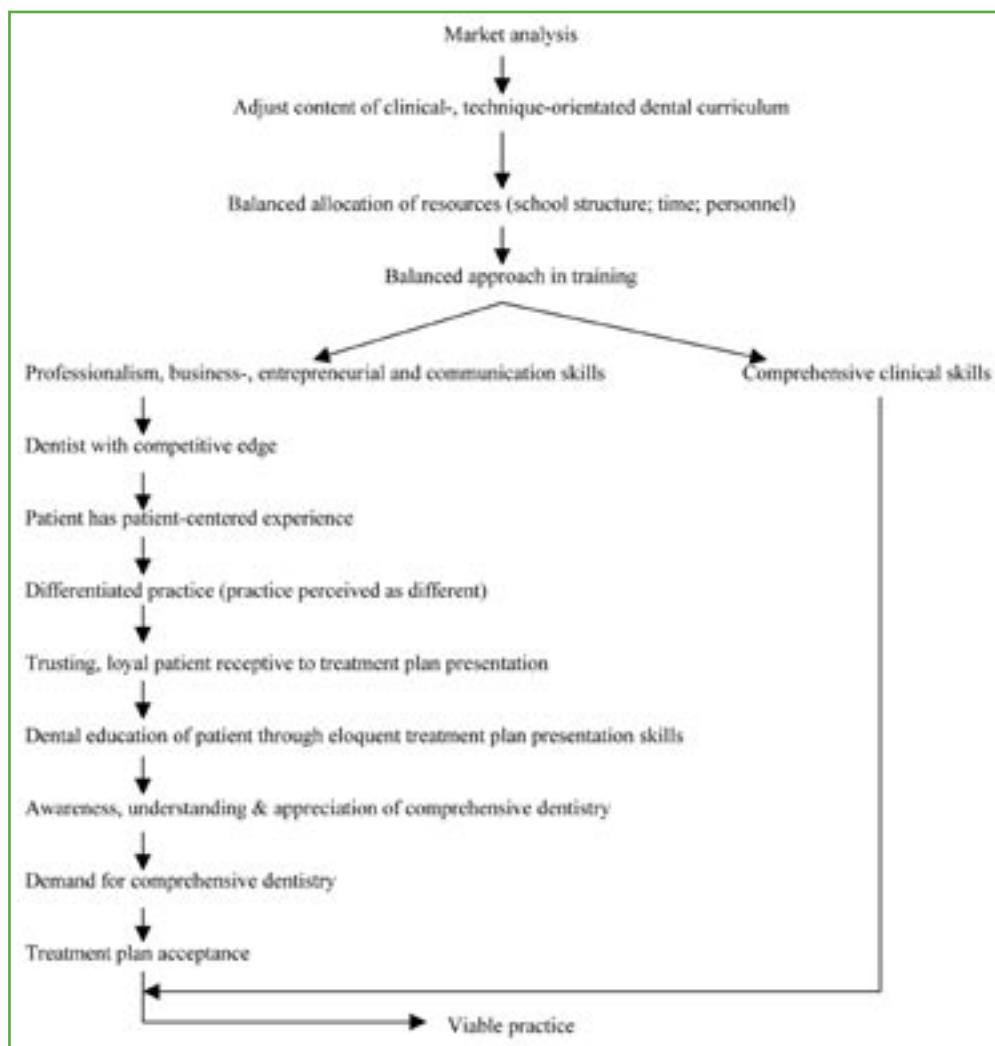 Market analysis
Adjust content of clinical-, technique-orientated dental curriculum
Balanced allocation of resources (school structure; time; personnel)
Balanced approach in training
Professionalism, business-, entrepreneurial and communication skills
Comprehensive clinical skills
Dentist with competitive edge
Patient has patient-centered experience
Differentiated practice (practice perceived as different)
Trusting, loyal patient receptive to treatment plan presentation
Dental education of patient through eloquent treatment plan presentation skills
Awareness, understanding & appreciation of comprehensive dentistry
Demand for comprehensive dentistry
Treatment plan acceptance
Viable practice